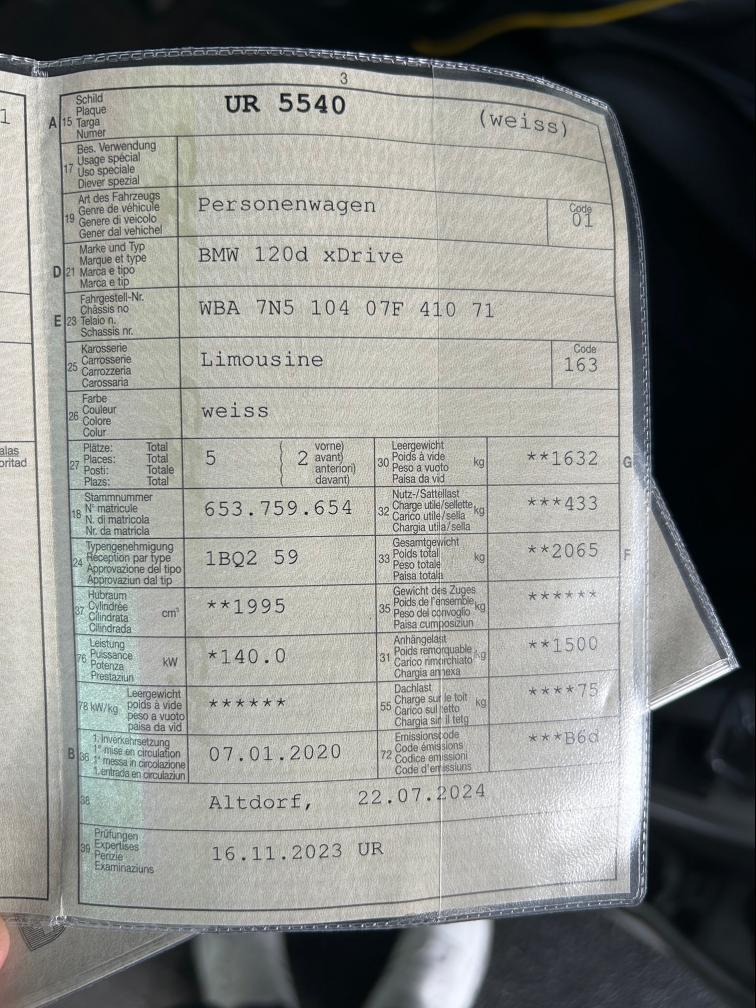 3
A 15 Schild Plaque Targa Numer UR 5540 (weiss)
17 Bes. Verwendung Usage spécial Uso speciale Diever spezial
19 Art des Fahrzeugs Genre de véhicule Genere di veicolo Gener dal vehichel Personenwagen Code 01
D 21 Marke und Typ Marque et type Marca e tipo Marca e tip BMW 120d xDrive
E 23 Fahrgestell-Nr. Châssis no Telaio n. Schassis nr. WBA 7N5 104 07F 410 71
25 Karosserie Carrosserie Carrozzeria Carossaria Limousine Code 163
26 Farbe Couleur Colore Colur weiss
27 Plätze: Total Places: Total Posti: Totale Plazs: Total 5 ( 2 vorne) avant) anteriori) davant) 30 Leergewicht Poids à vide Peso a vuoto Paisa da vid kg **1632 G
18 Stammnummer N° matricule N. di matricola Nr. da matricla 653.759.654 32 Nutz-/Sattellast Charge utile/sellette Carico utile/sella Chargia utila/sella kg ***433
24 Typengenehmigung Réception par type Approvazione del tipo Approvaziun dal tip 1BQ2 59 33 Gesamtgewicht Poids total Peso totale Paisa totala kg **2065 F
37 Hubraum Cylindrée Cilindrata Cilindrada cm³ **1995 35 Gewicht des Zuges Poids de l'ensemble Peso del convoglio Paisa cumposiziun kg ******
76 Leistung Puissance Potenza Prestaziun kW *140.0 31 Anhängelast Poids remorquable Carico rimorchiato Chargia annexa kg **1500
78 kW/kg Leergewicht poids à vide peso a vuoto paisa da vid ****** 55 Dachlast Charge sur le toit Carico sul tetto Chargia sin il tetg kg ****75
B 36 1. Inverkehrsetzung 1ʳᵉ mise en circulation 1ª messa in circolazione 1. entrada en circulaziun 07.01.2020 72 Emissionscode Code émissions Codice emissioni Code d'emissiuns ***B6d
38 Altdorf, 22.07.2024
39 Prüfungen Expertises Perizie Examinaziuns 16.11.2023 UR